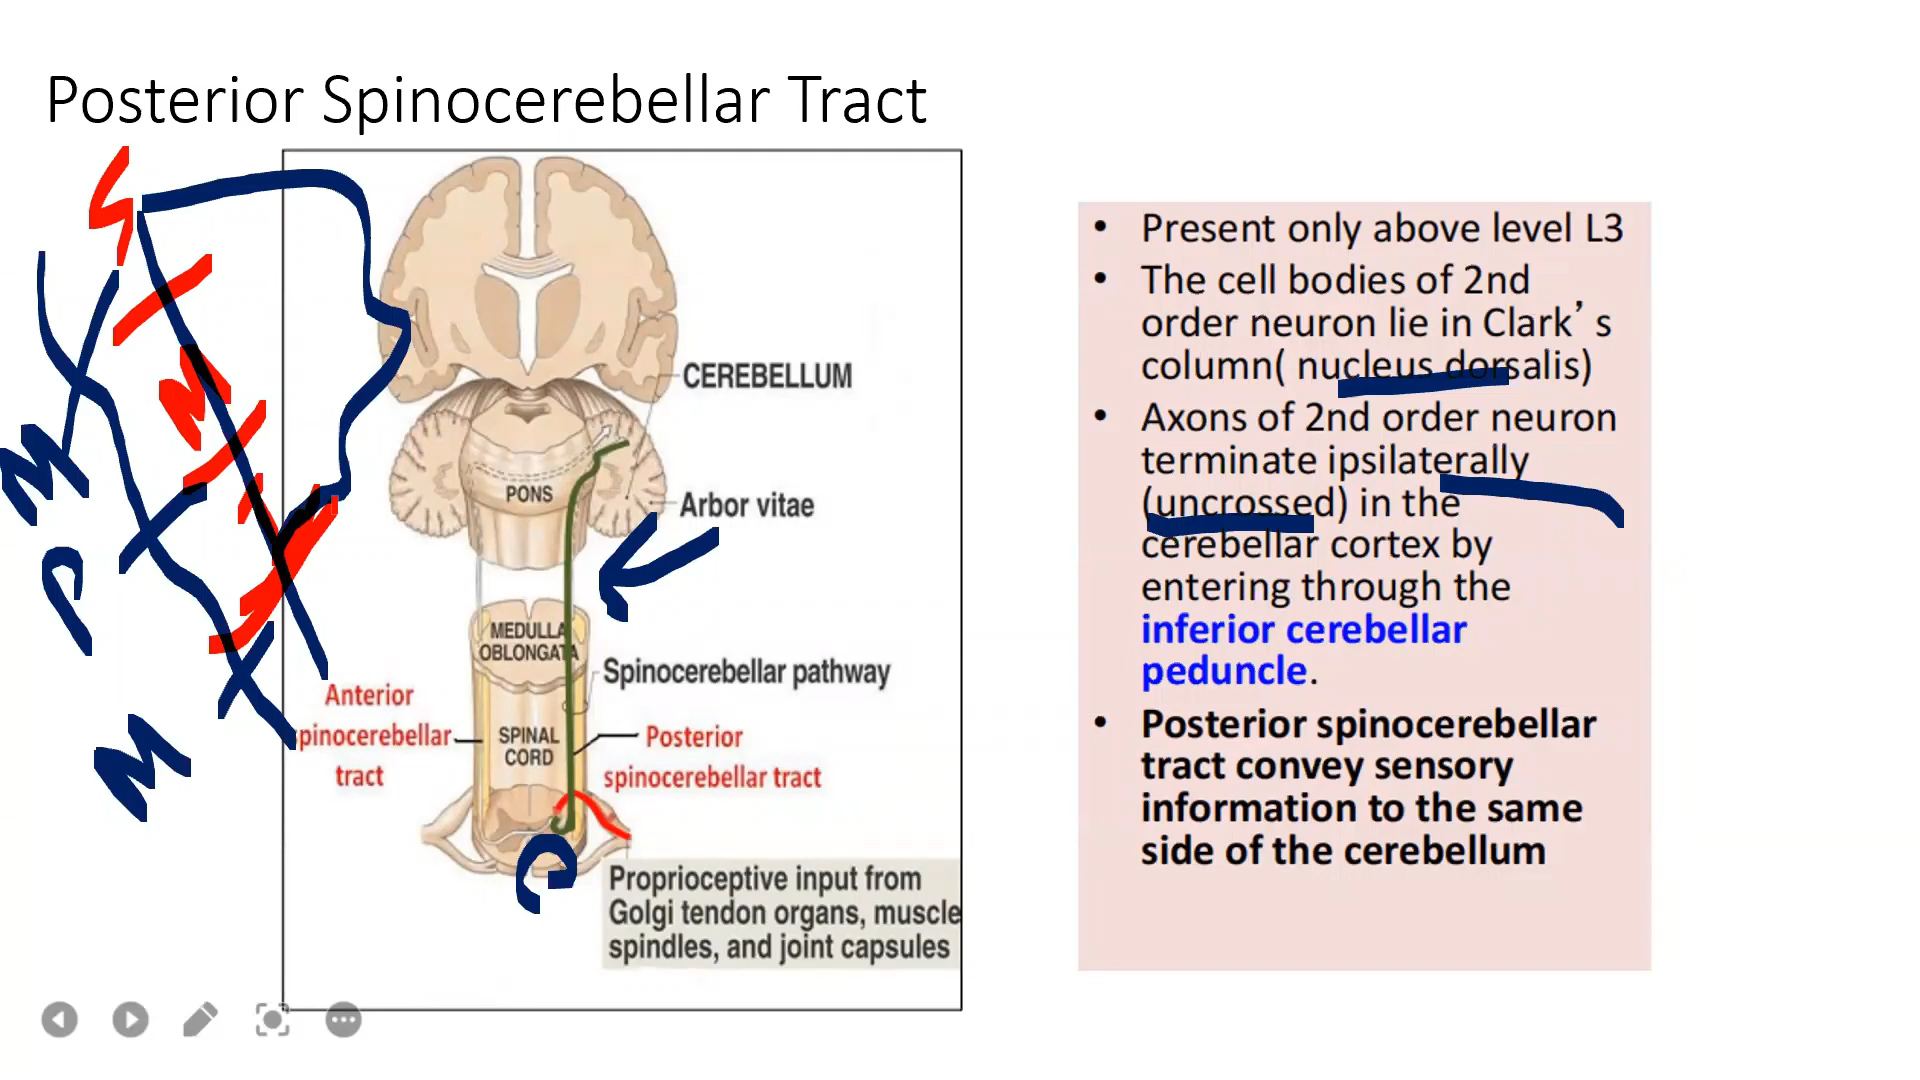 Posterior Spinocerebellar Tract
S
I
M
I
M
P
M
C
CEREBELLUM
PONS
Arbor vitae
MEDULLA
OBLONGATA
Spinocerebellar pathway
Anterior
spinocerebellar
tract
SPINAL
CORD
Posterior
spinocerebellar tract
Proprioceptive input from
Golgi tendon organs, muscle
spindles, and joint capsules
• Present only above level L3
• The cell bodies of 2nd
order neuron lie in Clark’ s
column( nucleus dorsalis)
• Axons of 2nd order neuron
terminate ipsilaterally
(uncrossed) in the
cerebellar cortex by
entering through the
inferior cerebellar
peduncle.
• Posterior spinocerebellar
tract convey sensory
information to the same
side of the cerebellum